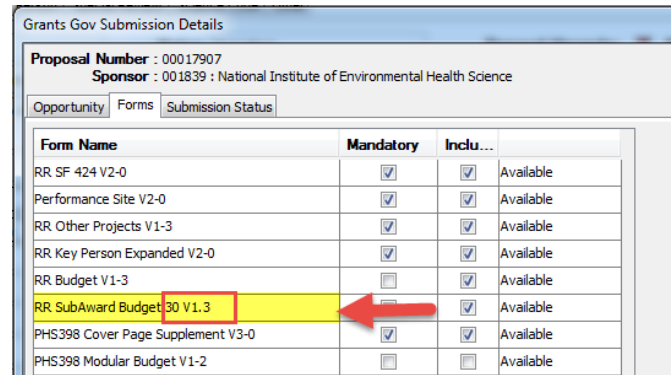 Grants Gov Submission Details
Proposal Number : 00017907
Sponsor : 001839 : National Institute of Environmental Health Science
Opportunity Forms Submission Status
Form Name Mandatory Inclu...
RR SF 424 V2-0 Available
Performance Site V2-0 Available
RR Other Projects V1-3 Available
RR Key Person Expanded V2-0 Available
RR Budget V1-3 Available
RR SubAward Budget 30 V1.3 Available
PHS398 Cover Page Supplement V3-0 Available
PHS398 Modular Budget V1-2 Available